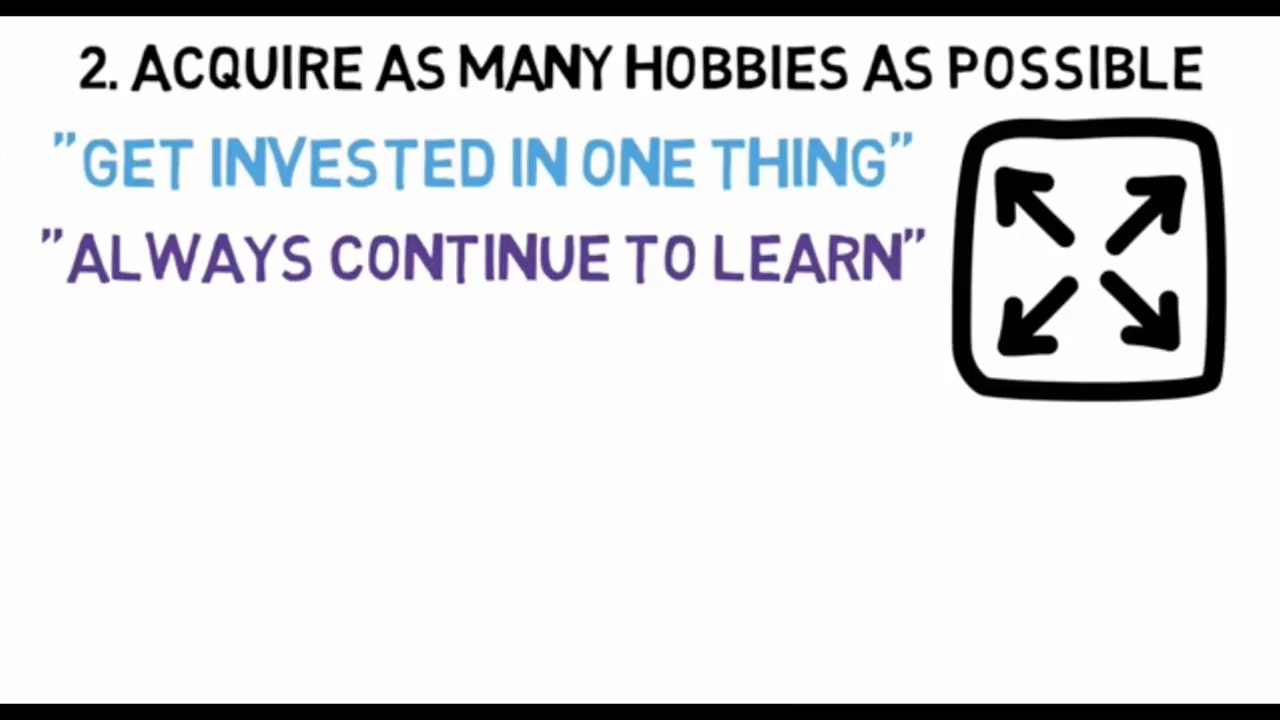 2. ACQUIRE AS MANY HOBBIES AS POSSIBLE
"GET INVESTED IN ONE THING"
"ALWAYS CONTINUE TO LEARN"